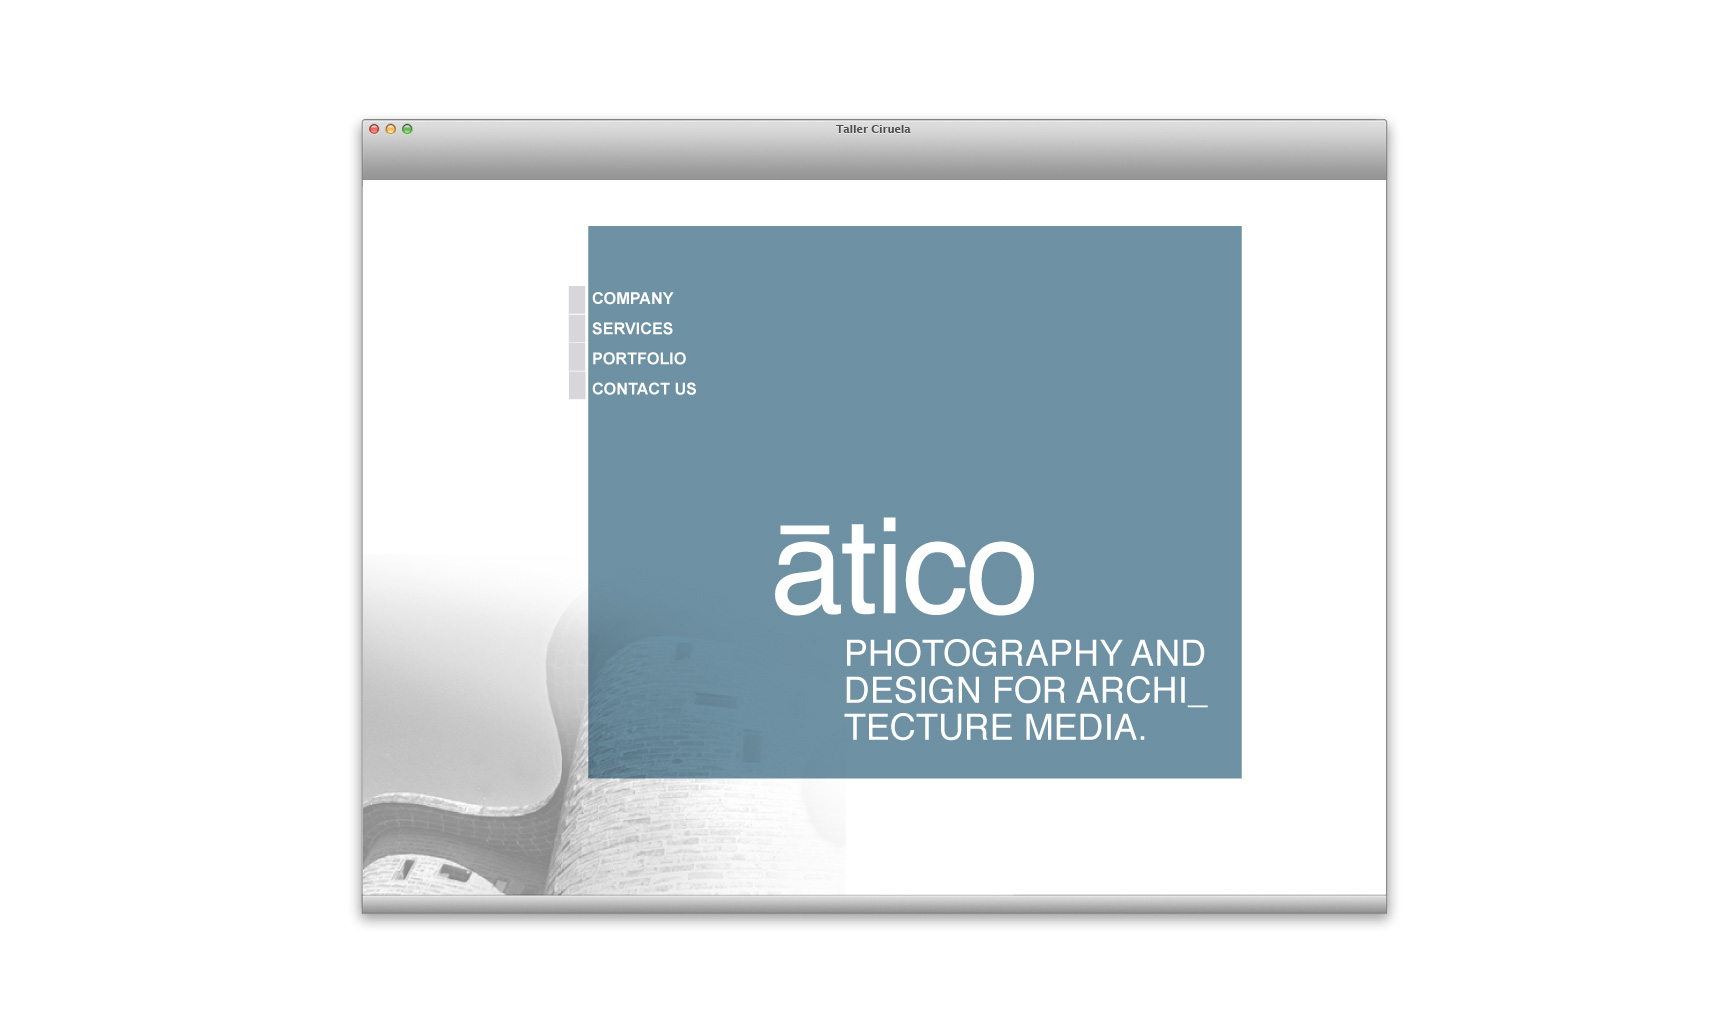 Taller Ciruela
COMPANY
SERVICES
PORTFOLIO
CONTACT US
ātico
PHOTOGRAPHY AND
DESIGN FOR ARCHI_
TECTURE MEDIA.